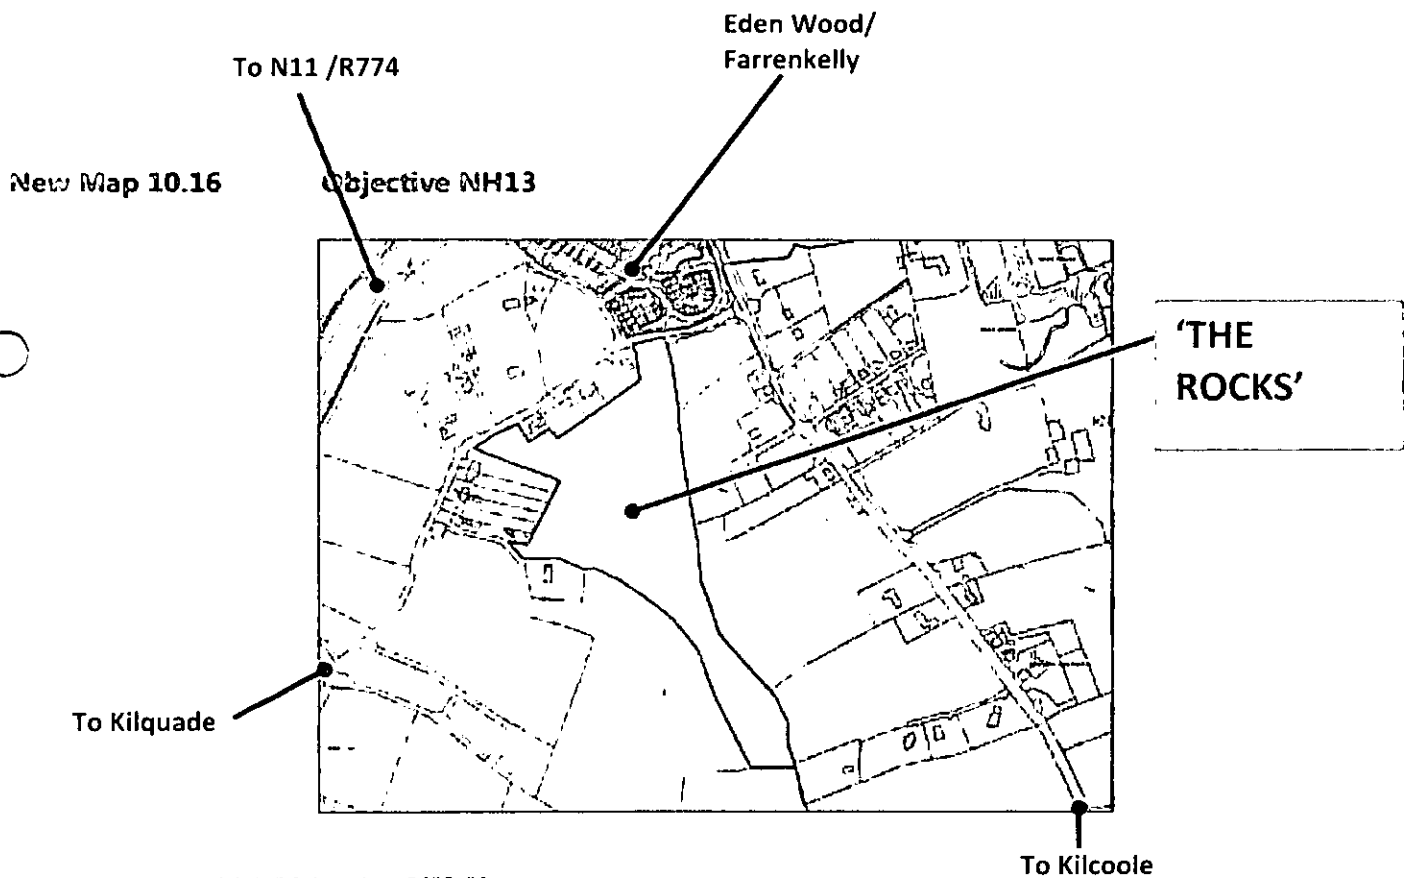 Eden Wood/
Farrenkelly
To N11 /R774
New Map 10.16 Objective NH13
'THE
ROCKS'
To Kilquade
To Kilcoole